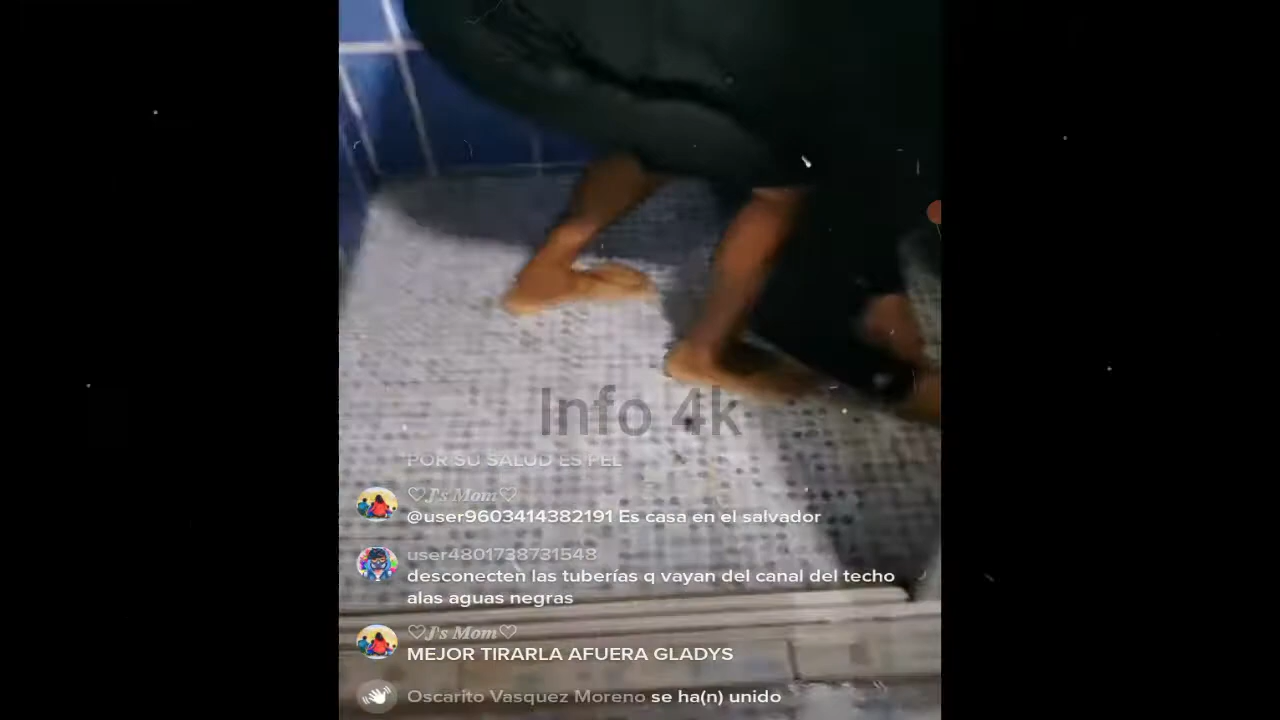 Info 4k
POR SU SALUD ES PEL
♡J's Mom♡
@user9603414382191 Es casa en el salvador
user4801738731548
desconecten las tuberías q vayan del canal del techo
alas aguas negras
♡J's Mom♡
MEJOR TIRARLA AFUERA GLADYS
Oscarito Vasquez Moreno se ha(n) unido